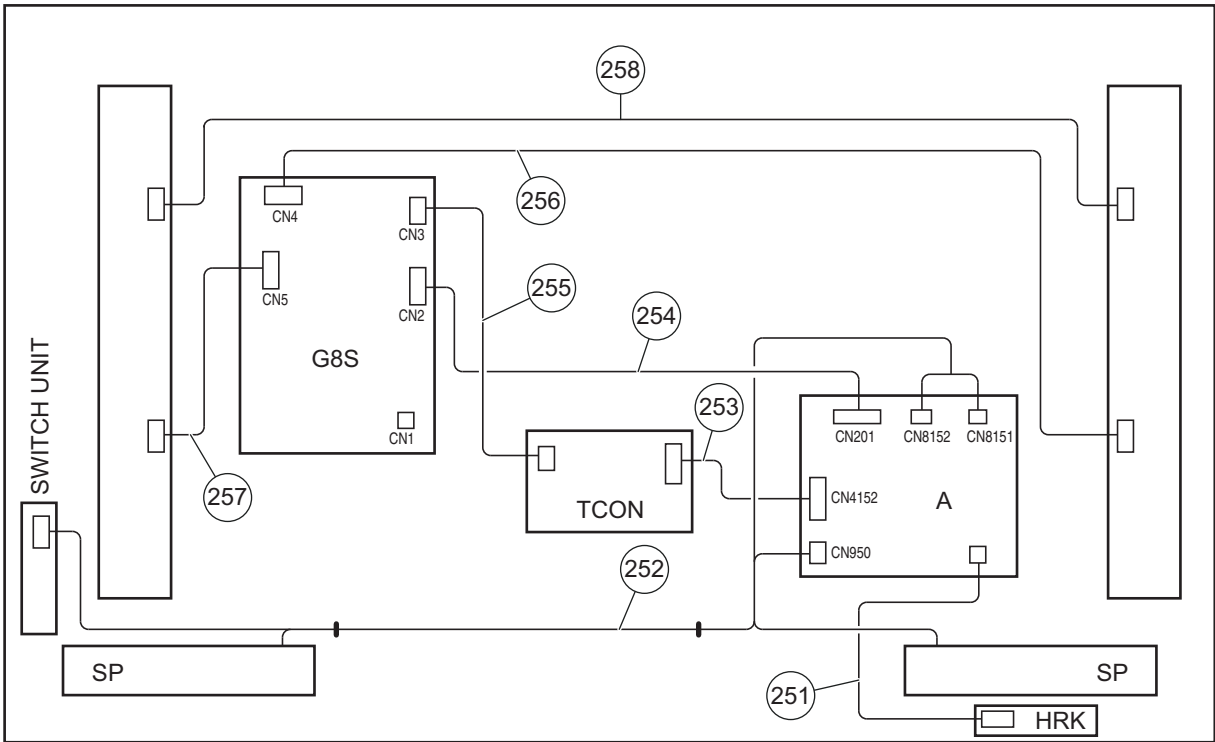 258
256
CN4
CN3
255
CN5
CN2
254
G8S
SWITCH UNIT
253
CN1
CN201
CN8152
CN8151
257
CN4152
A
TCON
CN950
252
SP
251
SP
HRK